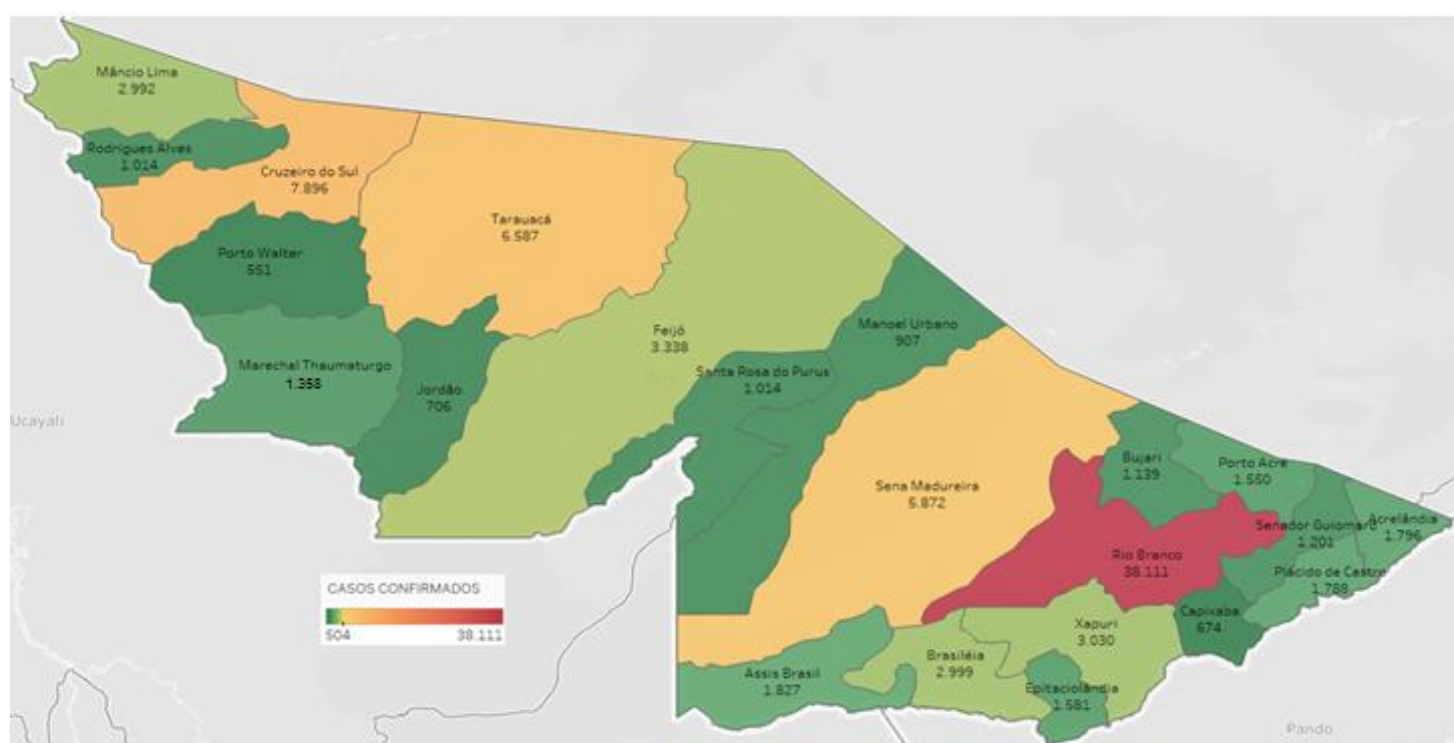 Mâncio Lima
2.992
Rodrigues Alves
1.014
Cruzeiro do Sul
7.896
Tarauacá
6.587
Porto Walter
551
Feijó
3.338
Manoel Urbano
907
Marechal Thaumaturgo
1.358
Jordão
706
Santa Rosa do Purus
1.014
Ucayali
Sena Madureira
5.872
Bujari
1.139
Porto Acre
1.550
Senador Guiomard
1.201
Acrelândia
1.796
Rio Branco
38.111
Plácido de Castro
1.788
CASOS CONFIRMADOS
504
38.111
Capixaba
674
Xapuri
3.030
Brasiléia
2.999
Assis Brasil
1.827
Epitaciolândia
1.581
Pando